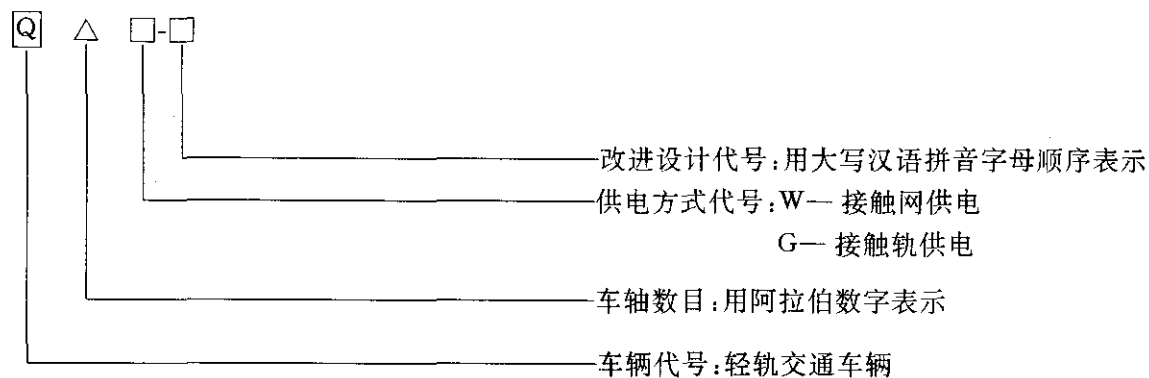 Q △ □-□
改进设计代号:用大写汉语拼音字母顺序表示
供电方式代号:W— 接触网供电
G— 接触轨供电
车轴数目:用阿拉伯数字表示
车辆代号:轻轨交通车辆